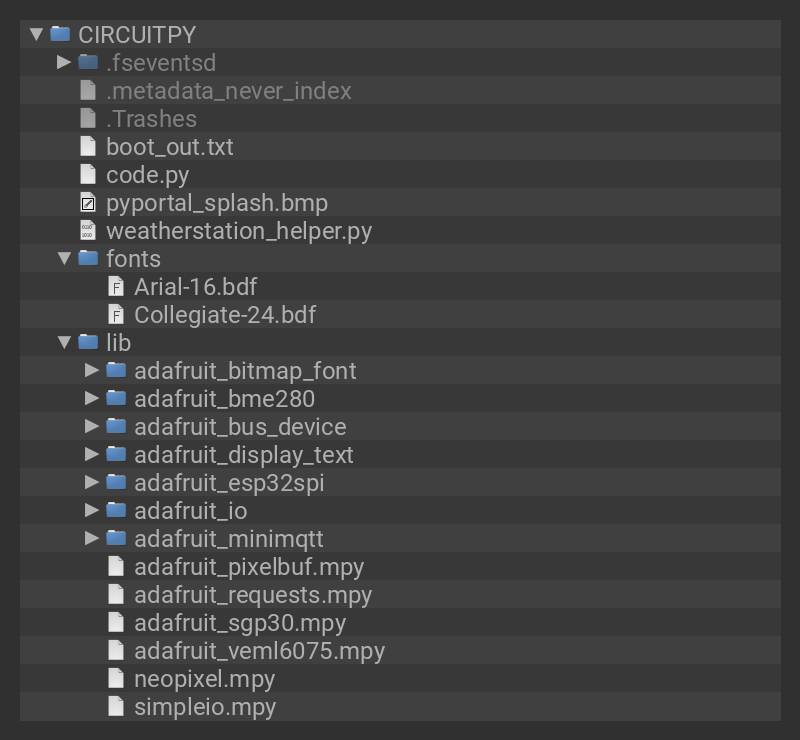 CIRCUITPY
.fseventsd
.metadata_never_index
.Trashes
boot_out.txt
code.py
pyportal_splash.bmp
weatherstation_helper.py
fonts
Arial-16.bdf
Collegiate-24.bdf
lib
adafruit_bitmap_font
adafruit_bme280
adafruit_bus_device
adafruit_display_text
adafruit_esp32spi
adafruit_io
adafruit_minimqtt
adafruit_pixelbuf.mpy
adafruit_requests.mpy
adafruit_sgp30.mpy
adafruit_veml6075.mpy
neopixel.mpy
simpleio.mpy